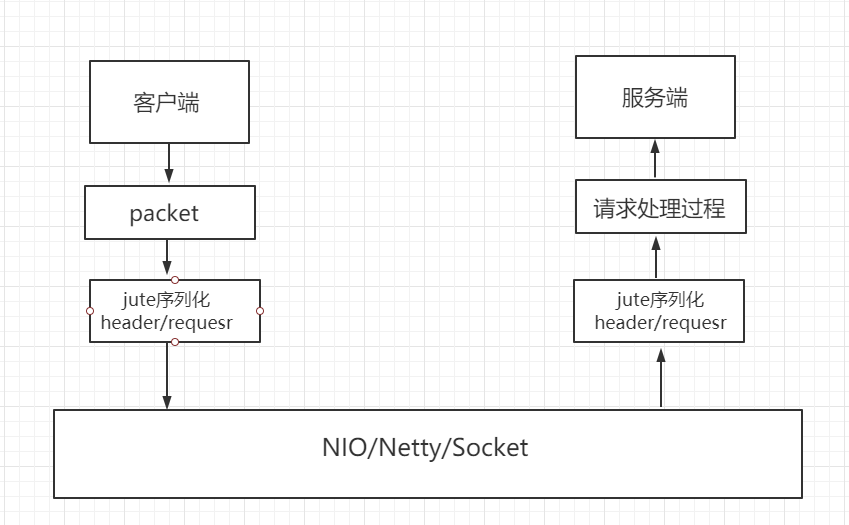 客户端
packet
jute序列化
header/requesr
NIO/Netty/Socket
jute序列化
header/requesr
请求处理过程
服务端